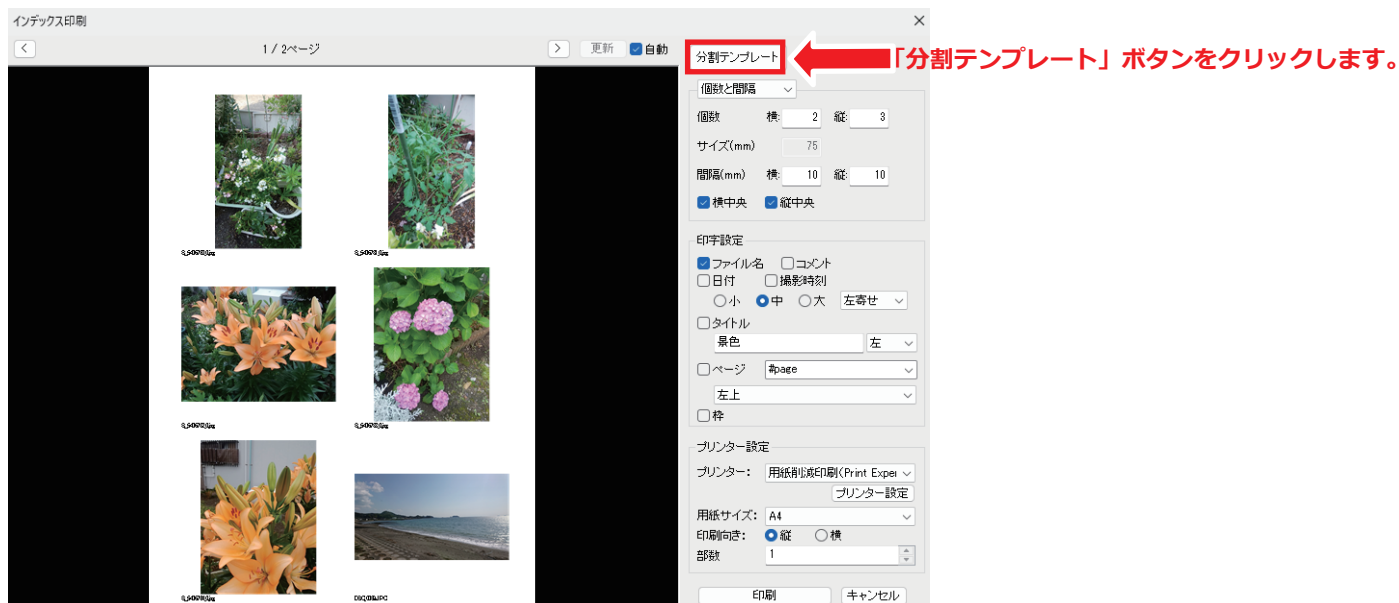 インデックス印刷
1 / 2ページ
更新 自動
分割テンプレート
「分割テンプレート」ボタンをクリックします。
個数と間隔
個数 横: 2 縦: 3
サイズ(mm) 75
間隔(mm) 横: 10 縦: 10
横中央 縦中央
印字設定
ファイル名 コメント
日付 撮影時刻
小 中 大 左寄せ
タイトル
景色 左
ページ #page
左上
枠
プリンター設定
プリンター: 用紙削減印刷(Print Exper
プリンター設定
用紙サイズ: A4
印刷向き: 縦 横
部数 1
印刷 キャンセル